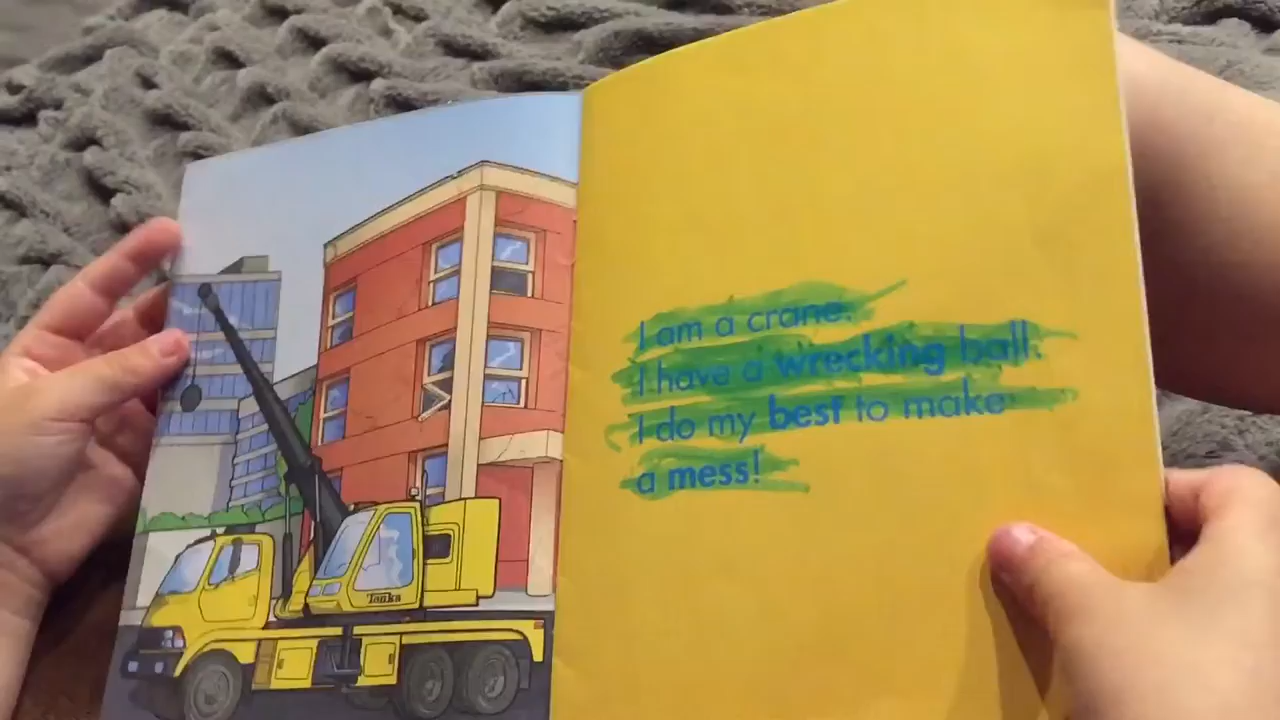 Tonka
I am a crane.
I have a wrecking ball.
I do my best to make
a mess!